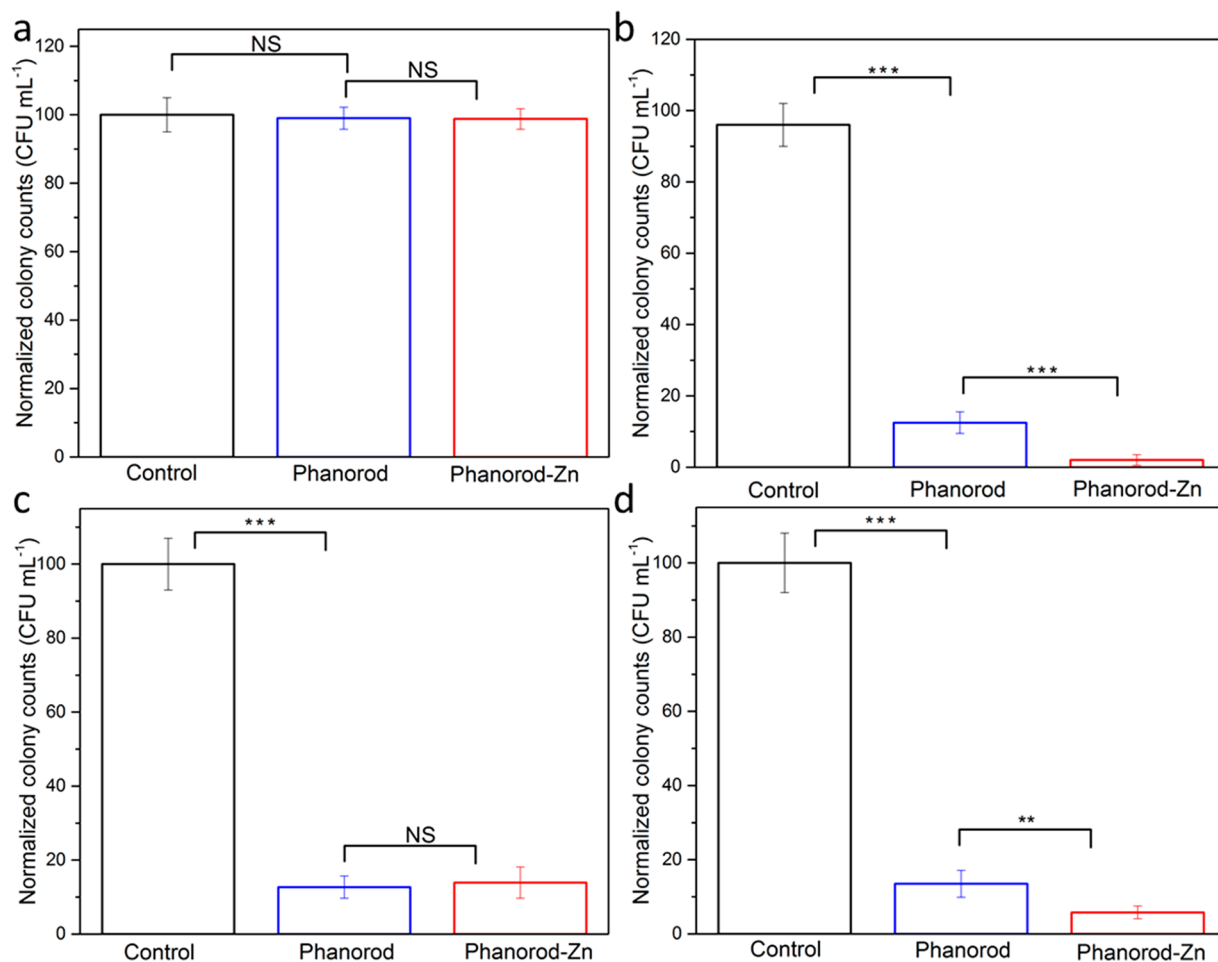 a
Normalized colony counts (CFU mL⁻¹)
120
100
80
60
40
20
0
NS
NS
Control
Phanorod
Phanorod-Zn
b
Normalized colony counts (CFU mL⁻¹)
120
100
80
60
40
20
0
***
***
Control
Phanorod
Phanorod-Zn
c
Normalized colony counts (CFU mL⁻¹)
100
80
60
40
20
0
***
NS
Control
Phanorod
Phanorod-Zn
d
Normalized colony counts (CFU mL⁻¹)
100
80
60
40
20
0
***
**
Control
Phanorod
Phanorod-Zn